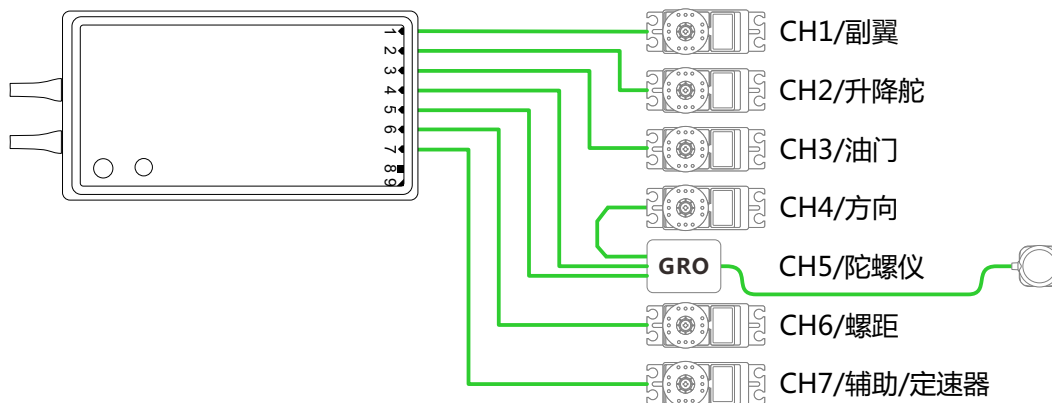 1
2
3
4
5
6
7
8
9
CH1/副翼
CH2/升降舵
CH3/油门
CH4/方向
GRO
CH5/陀螺仪
CH6/螺距
CH7/辅助/定速器